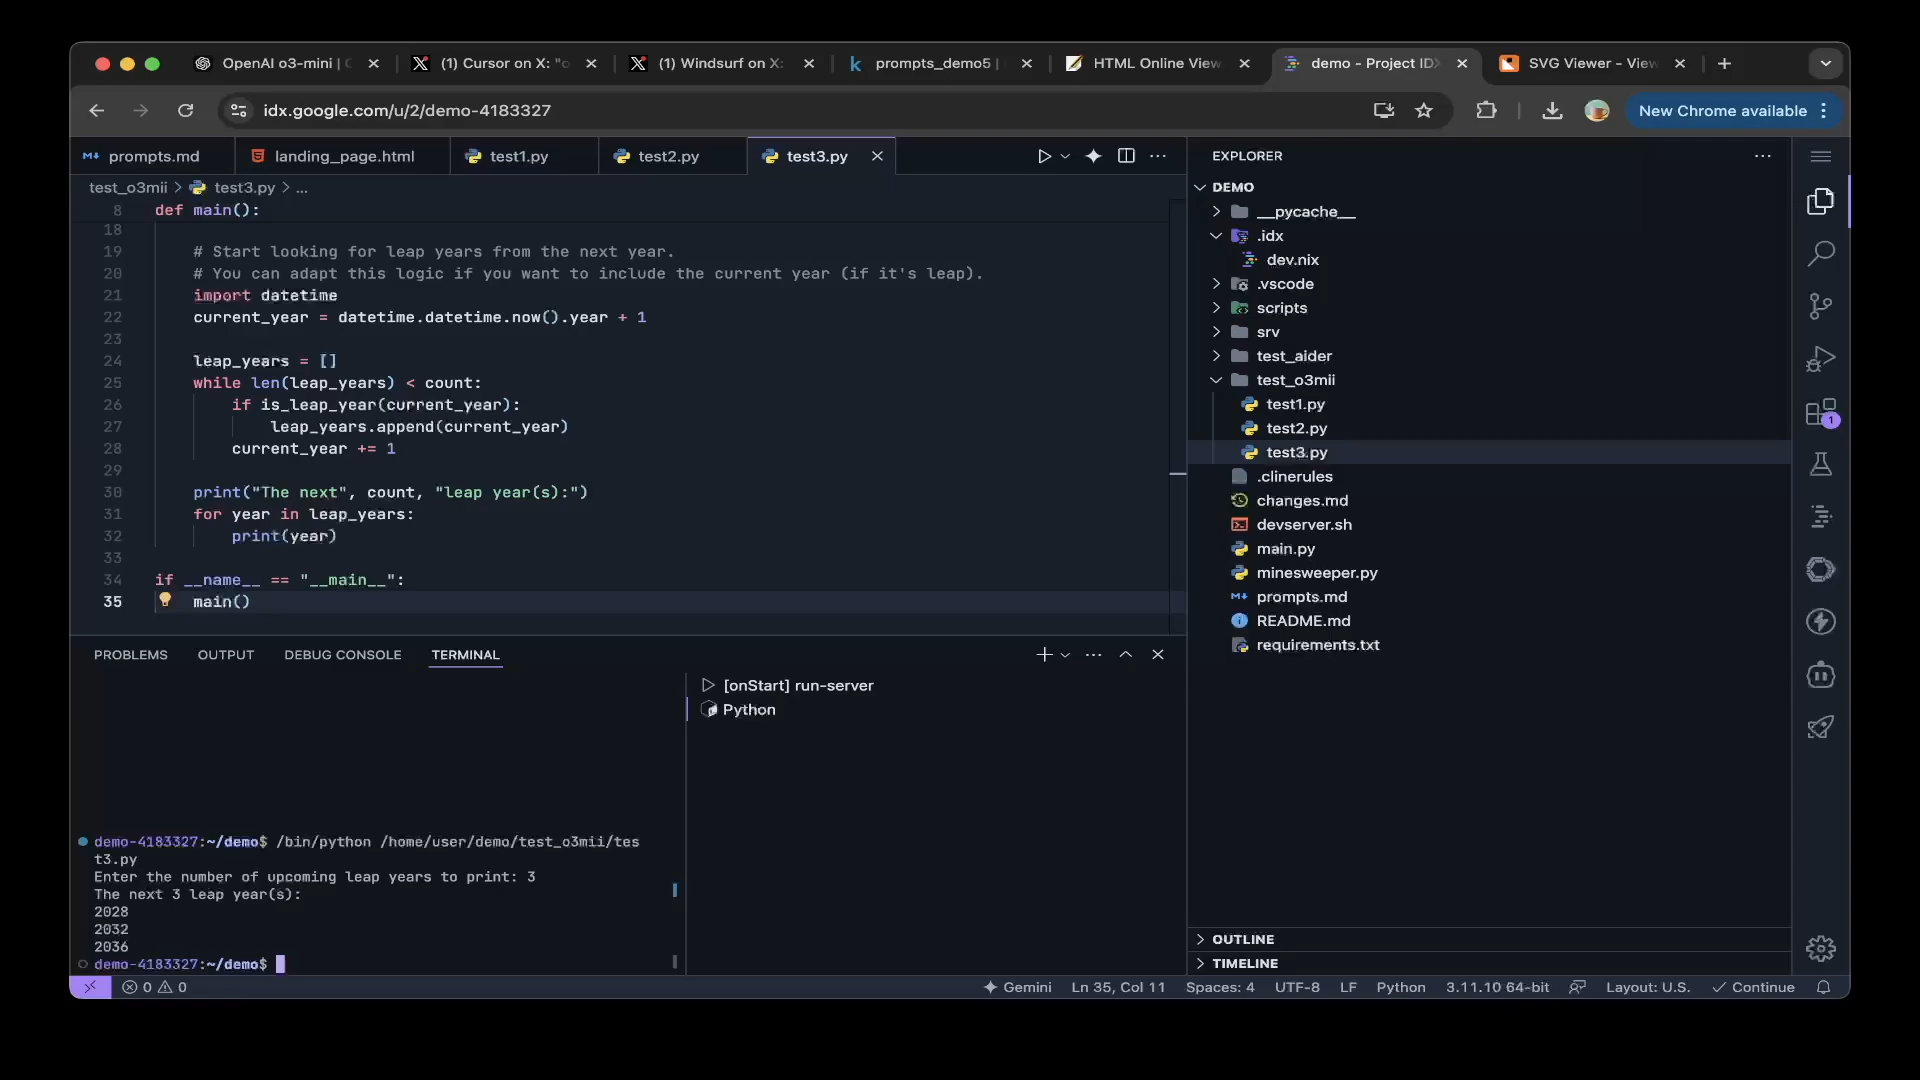 OpenAI o3-mini | C
(1) Cursor on X: "o
(1) Windsurf on X:
prompts_demo5 |
HTML Online View
demo - Project IDX
SVG Viewer - View
idx.google.com/u/2/demo-4183327
New Chrome available
prompts.md
landing_page.html
test1.py
test2.py
test3.py
test_o3mii > test3.py > ...
8 def main():
18
19 # Start looking for leap years from the next year.
20 # You can adapt this logic if you want to include the current year (if it's leap).
21 import datetime
22 current_year = datetime.datetime.now().year + 1
23
24 leap_years = []
25 while len(leap_years) < count:
26 if is_leap_year(current_year):
27 leap_years.append(current_year)
28 current_year += 1
29
30 print("The next", count, "leap year(s):")
31 for year in leap_years:
32 print(year)
33
34 if __name__ == "__main__":
35 main()
PROBLEMS
OUTPUT
DEBUG CONSOLE
TERMINAL
demo-4183327:~/demo$ /bin/python /home/user/demo/test_o3mii/tes
t3.py
Enter the number of upcoming leap years to print: 3
The next 3 leap year(s):
2028
2032
2036
demo-4183327:~/demo$
[onStart] run-server
Python
EXPLORER
DEMO
__pycache__
.idx
dev.nix
.vscode
scripts
srv
test_aider
test_o3mii
test1.py
test2.py
test3.py
.clinerules
changes.md
devserver.sh
main.py
minesweeper.py
prompts.md
README.md
requirements.txt
OUTLINE
TIMELINE
1
0 0
Gemini
Ln 35, Col 11
Spaces: 4
UTF-8
LF
Python
3.11.10 64-bit
Layout: U.S.
Continue